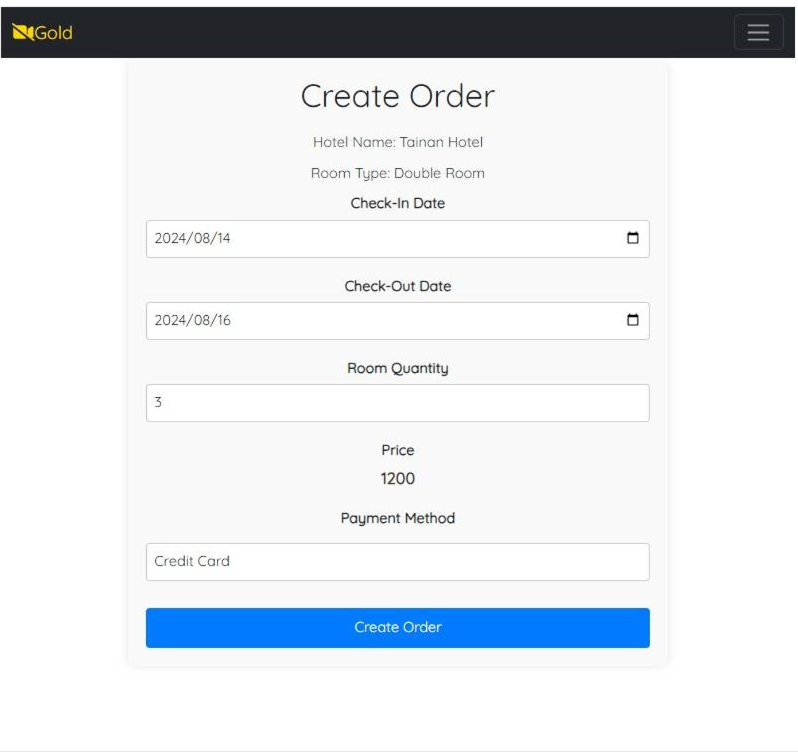 Gold
Create Order
Hotel Name: Tainan Hotel
Room Type: Double Room
Check-In Date
2024/08/14
Check-Out Date
2024/08/16
Room Quantity
3
Price
1200
Payment Method
Credit Card
Create Order